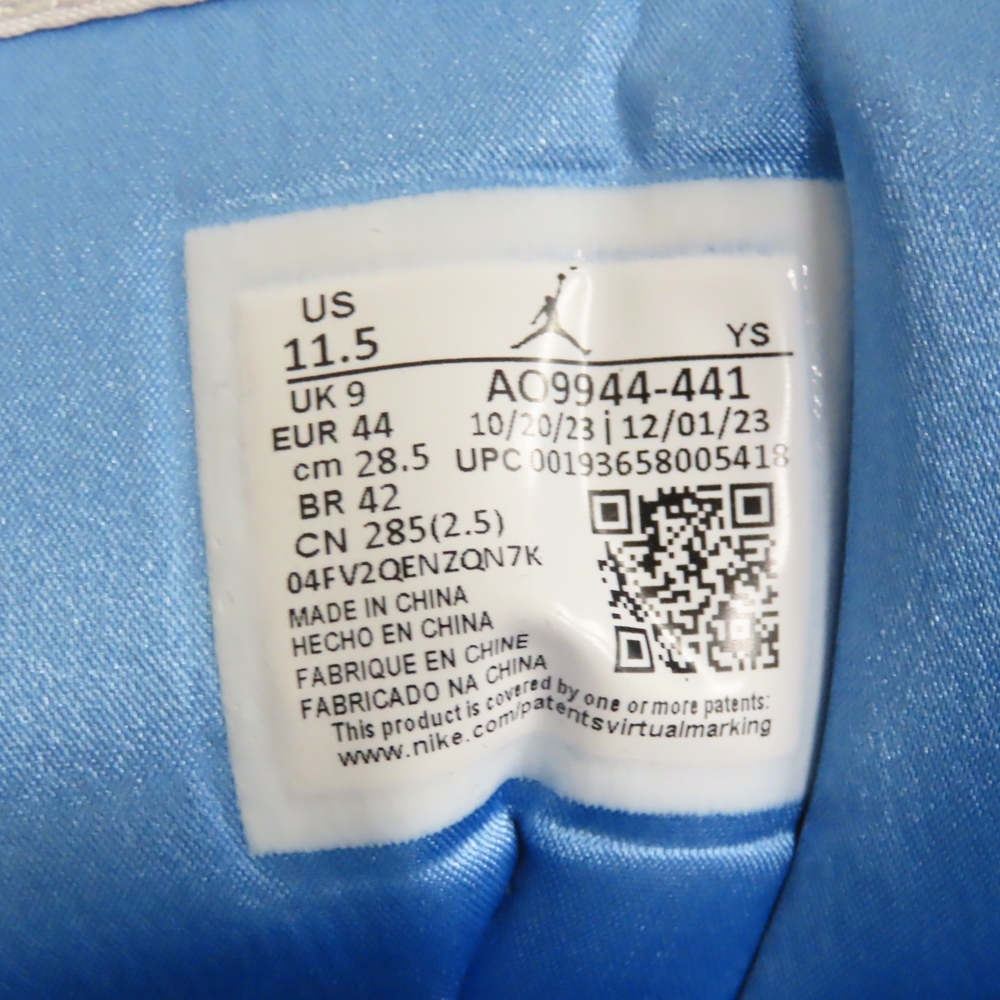 US
11.5
YS
UK 9
AO9944-441
EUR 44
10/20/23 | 12/01/23
cm 28.5
UPC 00193658005418
BR 42
CN 285(2.5)
04FV2QENZQN7K
MADE IN CHINA
HECHO EN CHINA
FABRIQUE EN CHINE
FABRICADO NA CHINA
This product is covered by one or more patents:
www.nike.com/patentsvirtualmarking